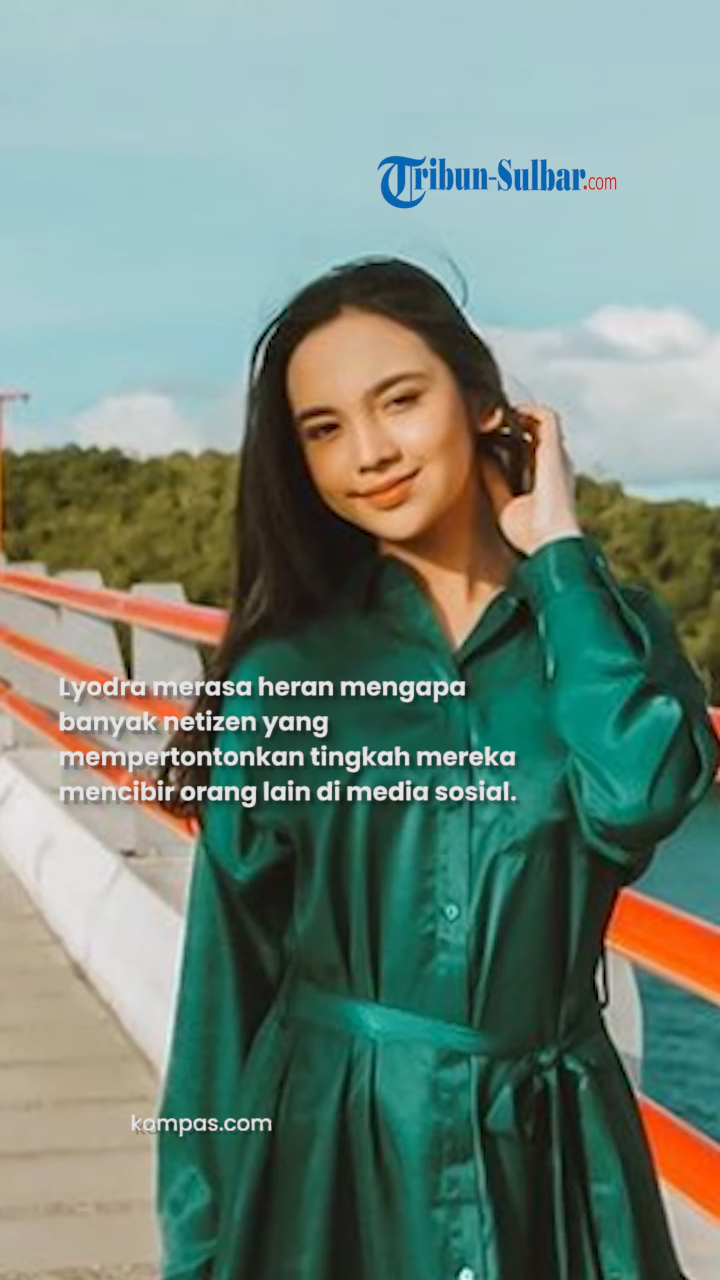 Tribun-Sulbar.com
Lyodra merasa heran mengapa
banyak netizen yang
mempertontonkan tingkah mereka
mencibir orang lain di media sosial.
kompas.com